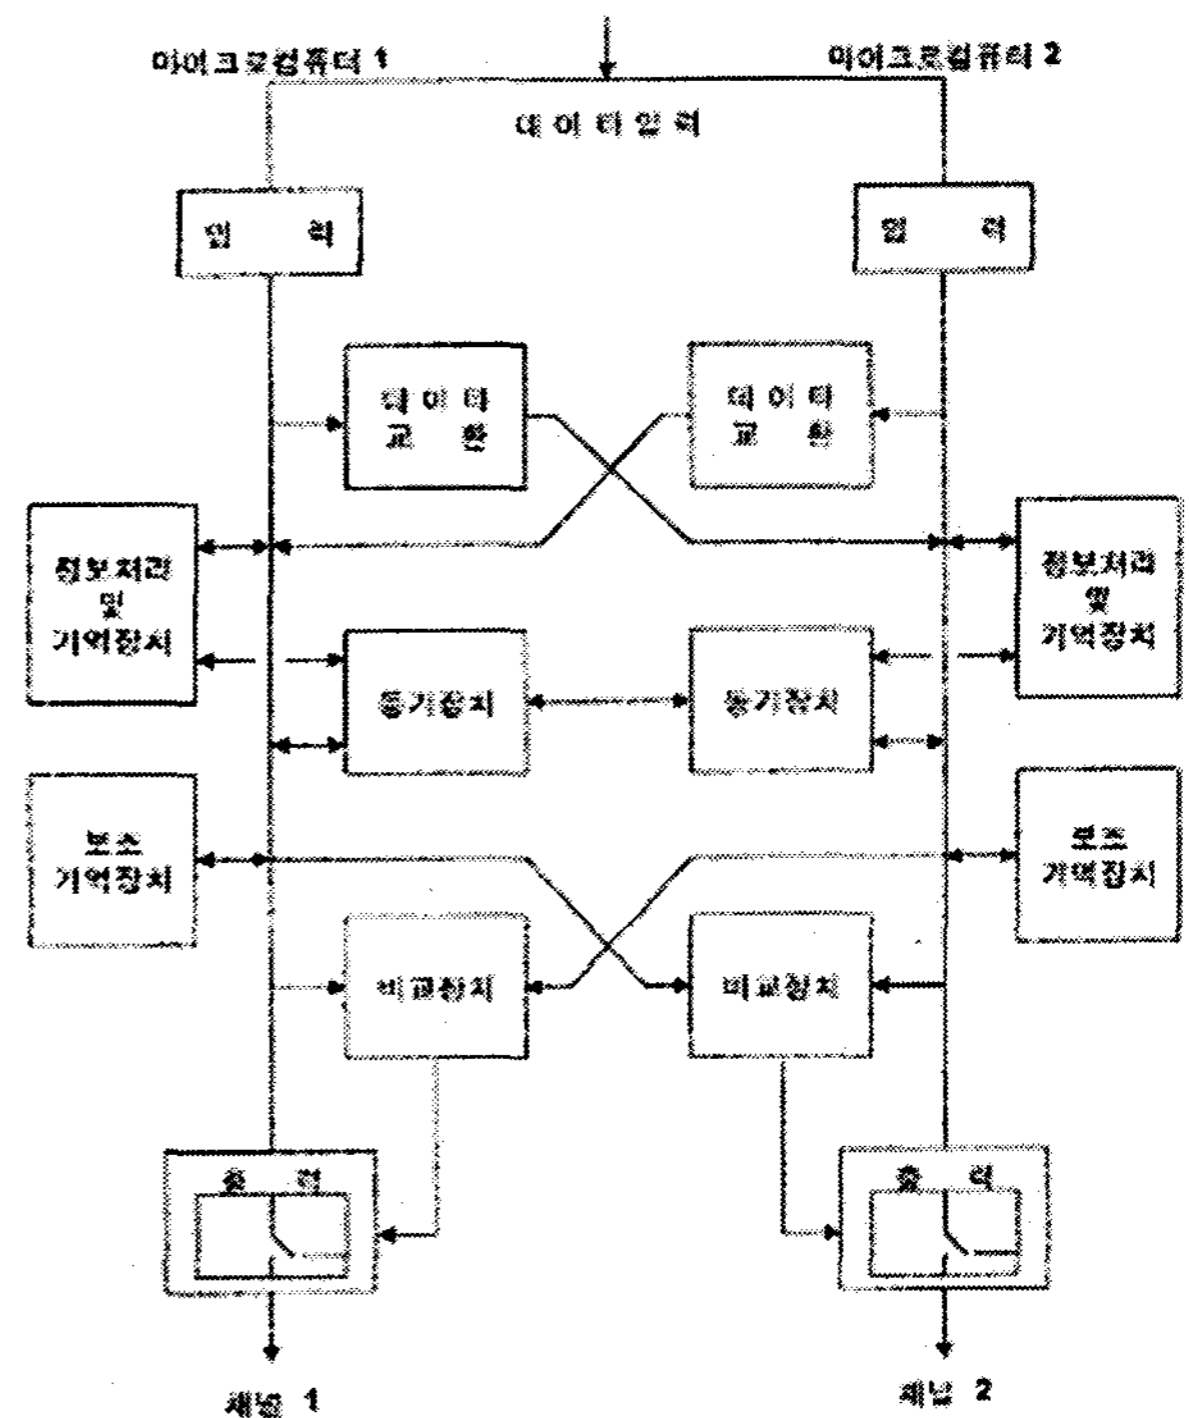 마이크로컴퓨터 1
마이크로컴퓨터 2
데이타입력
입 력
입 력
데이타
교 환
데이타
교 환
정보처리
및
기억장치
정보처리
및
기억장치
동기장치
동기장치
보조
기억장치
보조
기억장치
비교장치
비교장치
출 력
출 력
채널 1
채널 2